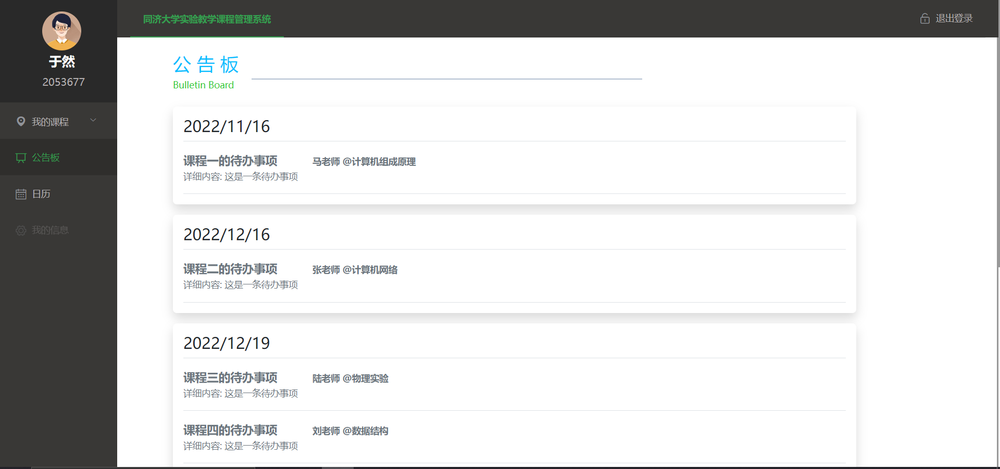 同济大学实验教学课程管理系统
退出登录
于然
2053677
我的课程
公告板
日历
我的信息
公告板
Bulletin Board
2022/11/16
课程一的待办事项 马老师 @计算机组成原理
详细内容: 这是一条待办事项
2022/12/16
课程二的待办事项 张老师 @计算机网络
详细内容: 这是一条待办事项
2022/12/19
课程三的待办事项 陆老师 @物理实验
详细内容: 这是一条待办事项
课程四的待办事项 刘老师 @数据结构
详细内容: 这是一条待办事项